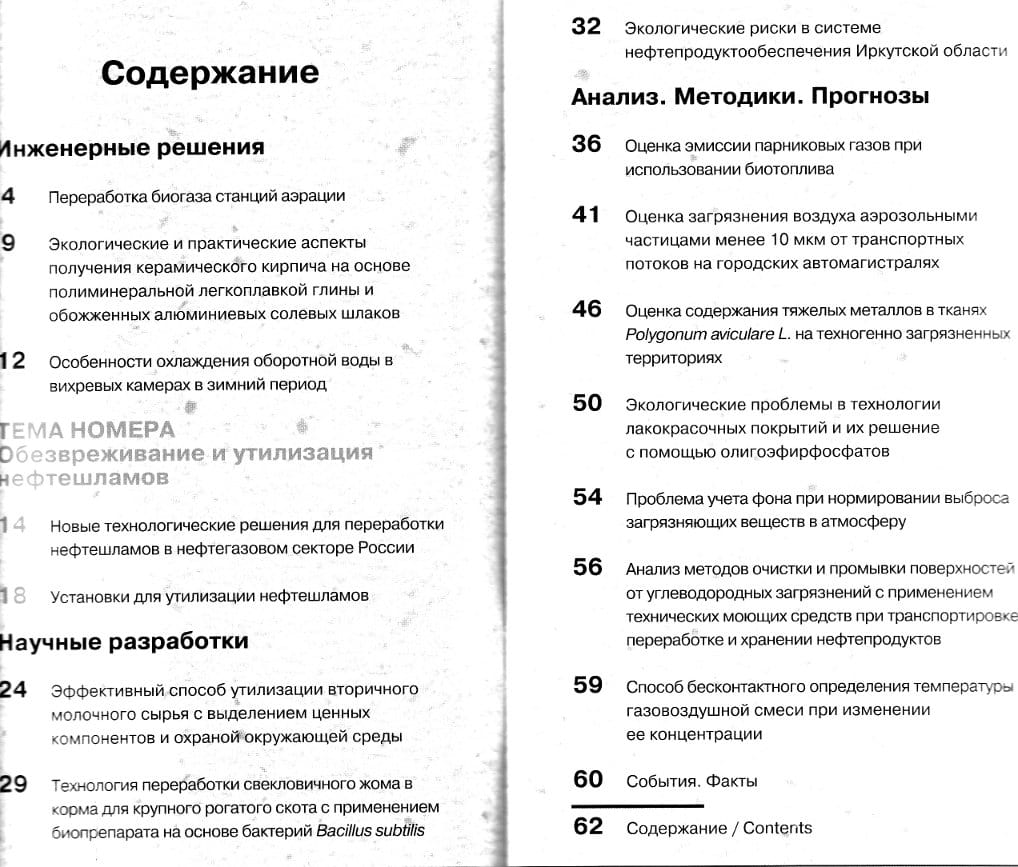 Содержание
Инженерные решения
4 Переработка биогаза станций аэрации
9 Экологические и практические аспекты
получения керамического кирпича на основе
полиминеральной легкоплавкой глины и
обожженных алюминиевых солевых шлаков
12 Особенности охлаждения оборотной воды в
вихревых камерах в зимний период
ТЕМА НОМЕРА
Обезвреживание и утилизация
нефтешламов
14 Новые технологические решения для переработки
нефтешламов в нефтегазовом секторе России
18 Установки для утилизации нефтешламов
Научные разработки
24 Эффективный способ утилизации вторичного
молочного сырья с выделением ценных
компонентов и охраной окружающей среды
29 Технология переработки свекловичного жома в
корма для крупного рогатого скота с применением
биопрепарата на основе бактерий Bacillus subtilis
32 Экологические риски в системе
нефтепродуктообеспечения Иркутской области
Анализ. Методики. Прогнозы
36 Оценка эмиссии парниковых газов при
использовании биотоплива
41 Оценка загрязнения воздуха аэрозольными
частицами менее 10 мкм от транспортных
потоков на городских автомагистралях
46 Оценка содержания тяжелых металлов в тканях
Polygonum aviculare L. на техногенно загрязненных
территориях
50 Экологические проблемы в технологии
лакокрасочных покрытий и их решение
с помощью олигоэфирфосфатов
54 Проблема учета фона при нормировании выброса
загрязняющих веществ в атмосферу
56 Анализ методов очистки и промывки поверхностей
от углеводородных загрязнений с применением
технических моющих средств при транспортировке
переработке и хранении нефтепродуктов
59 Способ бесконтактного определения температуры
газовоздушной смеси при изменении
ее концентрации
60 События. Факты
62 Содержание / Contents